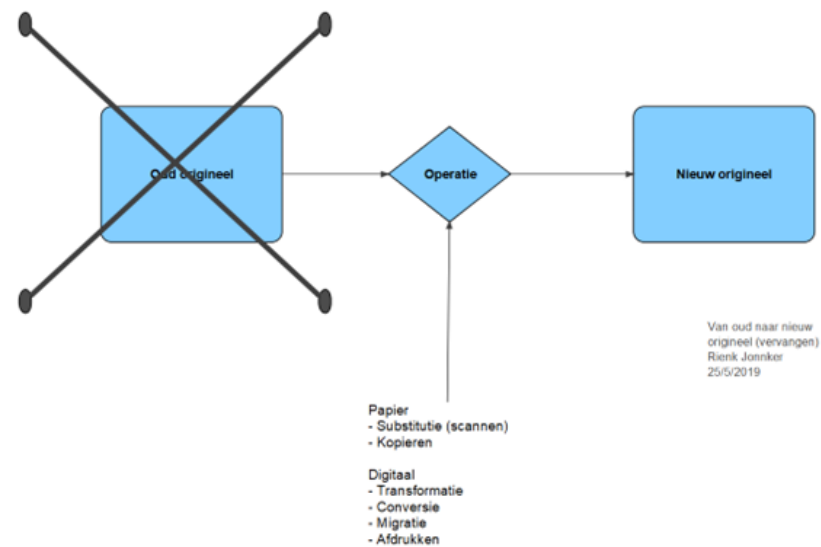 Oud origineel
Operatie
Nieuw origineel
Van oud naar nieuw
origineel (vervangen)
Rienk Jonker
25/5/2019
Papier
- Substitutie (scannen)
- Kopieren
Digitaal
- Transformatie
- Conversie
- Migratie
- Afdrukken